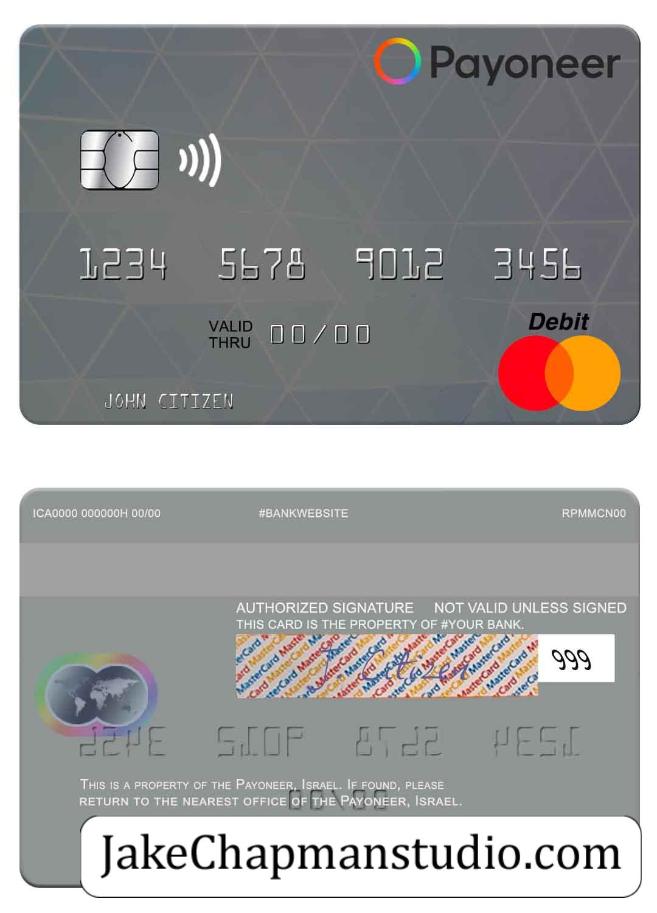 Payoneer
1234 5678 9012 3456
VALID THRU 00/00
Debit
JOHN CITIZEN
ICA0000 000000H 00/00 #BANKWEBSITE RPMMCN00
AUTHORIZED SIGNATURE NOT VALID UNLESS SIGNED
THIS CARD IS THE PROPERTY OF #YOUR BANK.
J. Citizen 999
THIS IS A PROPERTY OF THE PAYONEER, ISRAEL. IF FOUND, PLEASE
RETURN TO THE NEAREST OFFICE OF THE PAYONEER, ISRAEL.
JakeChapmanstudio.com